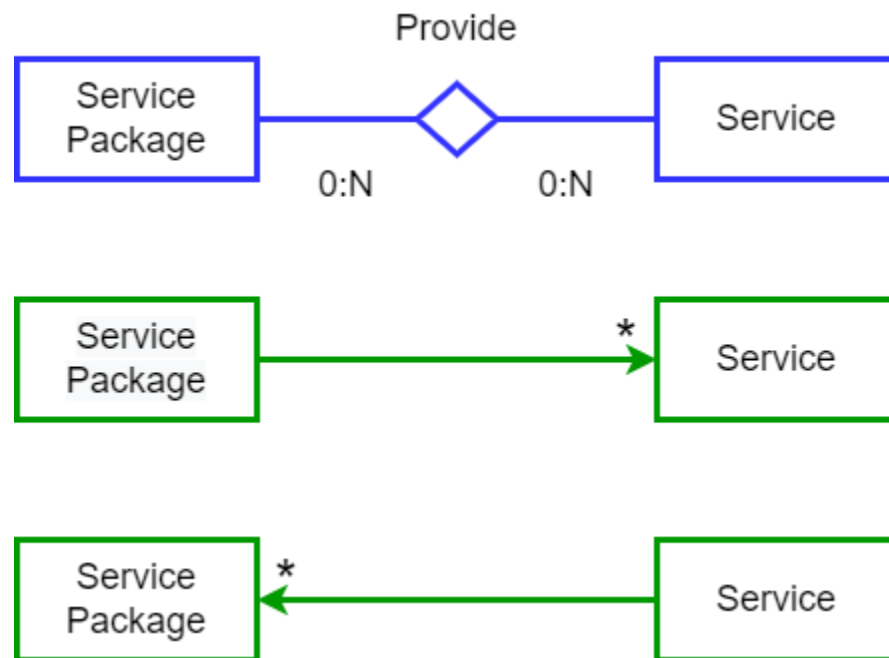 Provide
Service
Package
Service
0:N
0:N
Service
Package
*
Service
Service
Package
*
Service